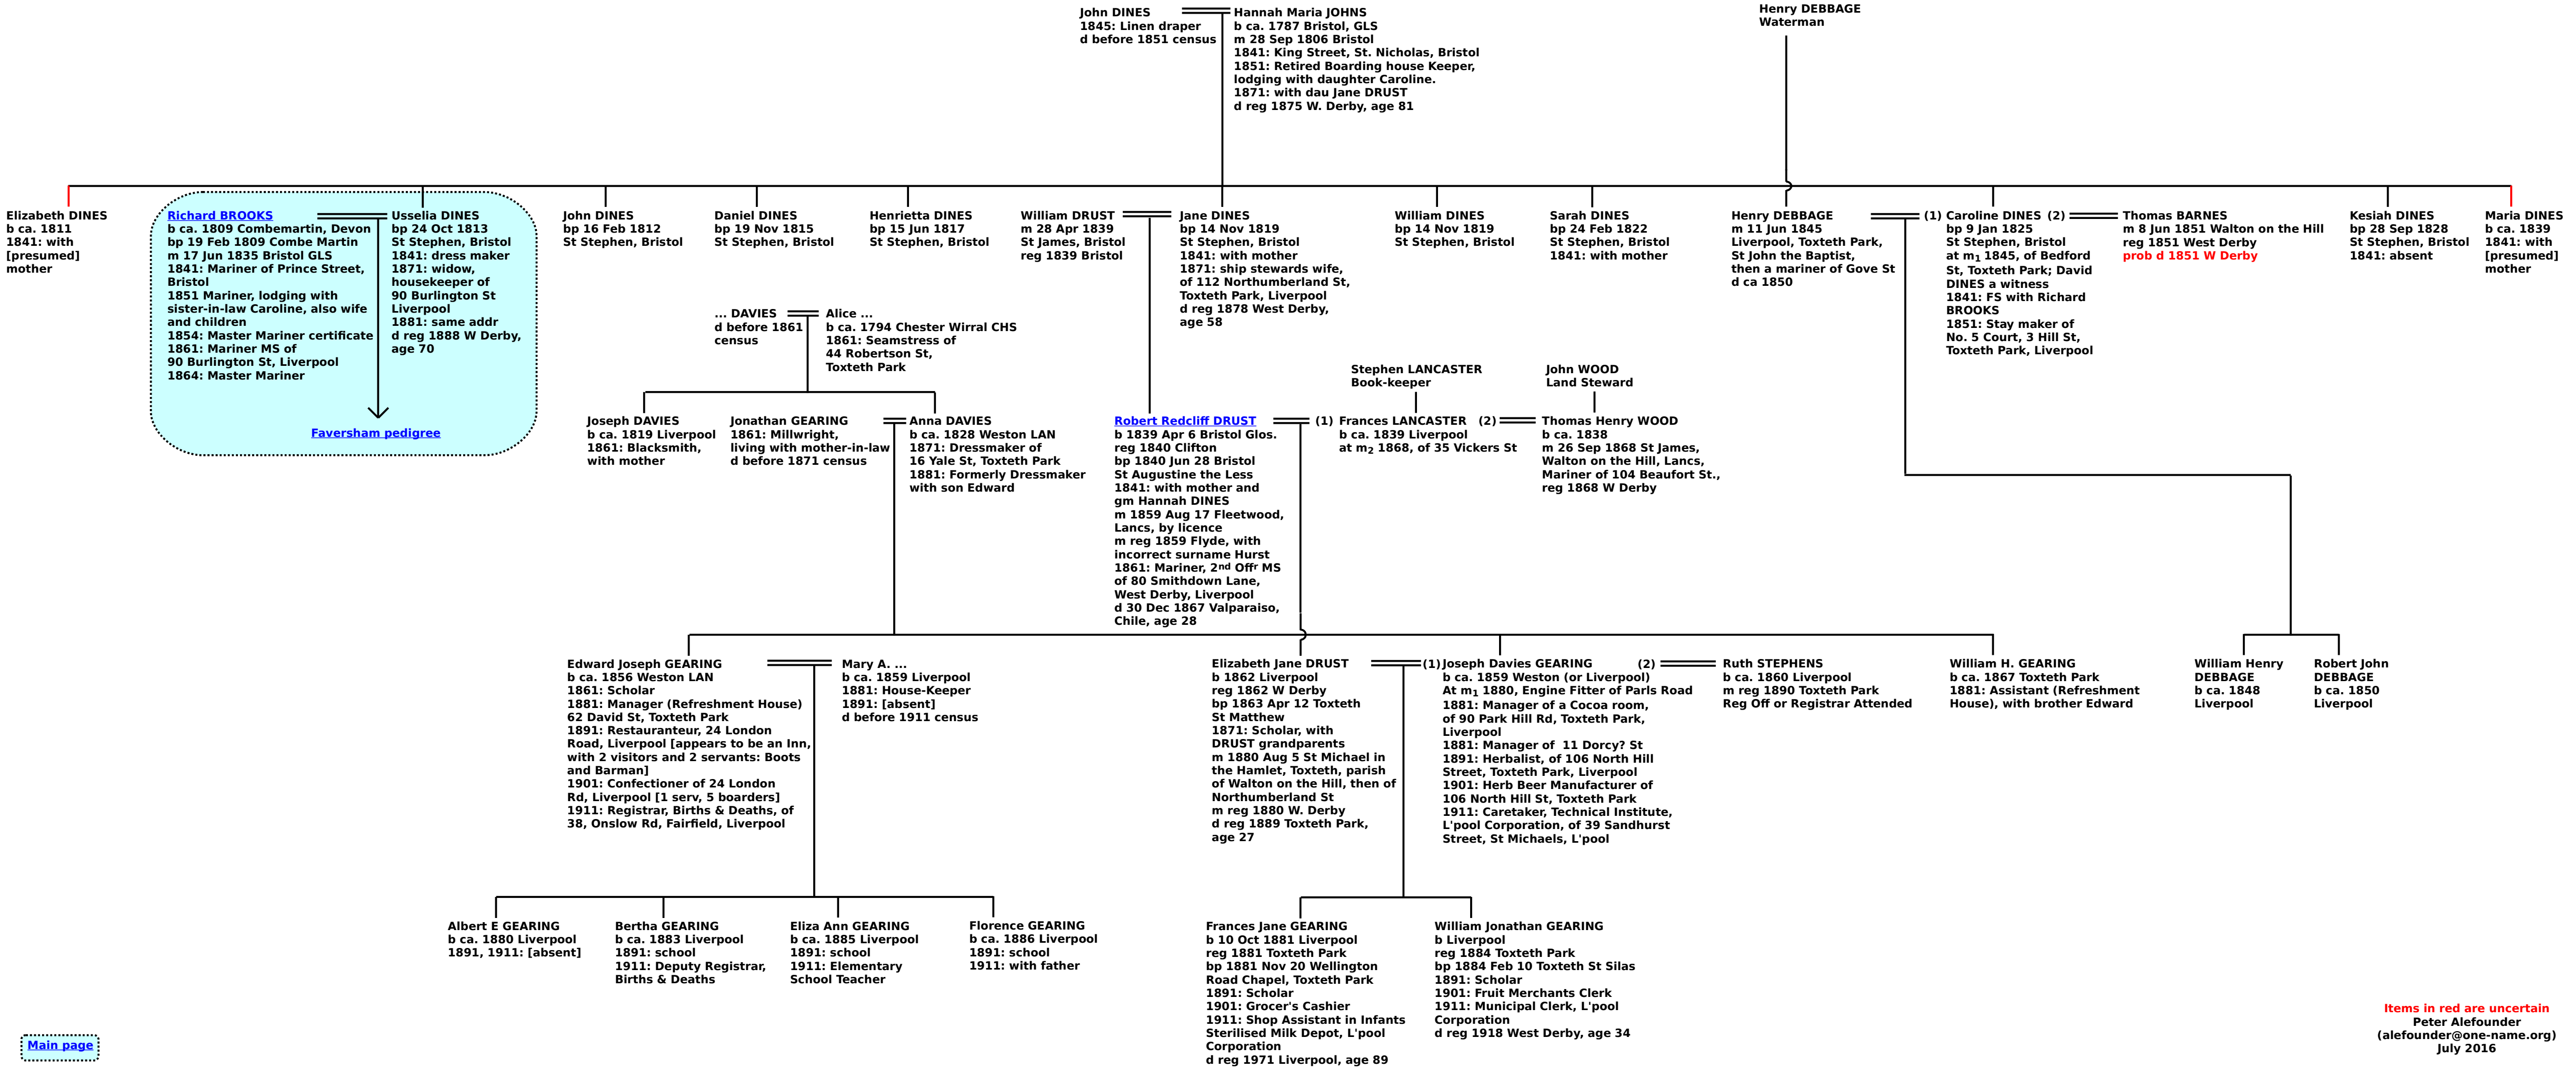 John DINES
1845: Linen draper
d before 1851 census
Hannah Maria JOHNS
b ca. 1787 Bristol, GLS
m 28 Sep 1806 Bristol
1841: King Street, St. Nicholas, Bristol
1851: Retired Boarding house Keeper,
lodging with daughter Caroline.
1871: with dau Jane DRUST
d reg 1875 W. Derby, age 81
Henry DEBBAGE
Waterman
Elizabeth DINES
b ca. 1811
1841: with
[presumed]
mother
Richard BROOKS
b ca. 1809 Combemartin, Devon
bp 19 Feb 1809 Combe Martin
m 17 Jun 1835 Bristol GLS
1841: Mariner of Prince Street,
Bristol
1851 Mariner, lodging with
sister-in-law Caroline, also wife
and children
1854: Master Mariner certificate
1861: Mariner MS of
90 Burlington St, Liverpool
1864: Master Mariner
Usselia DINES
bp 24 Oct 1813
St Stephen, Bristol
1841: dress maker
1871: widow,
housekeeper of
90 Burlington St
Liverpool
1881: same addr
d reg 1888 W Derby,
age 70
Faversham pedigree
John DINES
bp 16 Feb 1812
St Stephen, Bristol
Daniel DINES
bp 19 Nov 1815
St Stephen, Bristol
Henrietta DINES
bp 15 Jun 1817
St Stephen, Bristol
William DRUST
m 28 Apr 1839
St James, Bristol
reg 1839 Bristol
Jane DINES
bp 14 Nov 1819
St Stephen, Bristol
1841: with mother
1871: ship stewards wife,
of 112 Northumberland St,
Toxteth Park, Liverpool
d reg 1878 West Derby,
age 58
William DINES
bp 14 Nov 1819
St Stephen, Bristol
Sarah DINES
bp 24 Feb 1822
St Stephen, Bristol
1841: with mother
Henry DEBBAGE
m 11 Jun 1845
Liverpool, Toxteth Park,
St John the Baptist,
then a mariner of Gove St
d ca 1850
(1) Caroline DINES (2)
bp 9 Jan 1825
St Stephen, Bristol
at m1 1845, of Bedford
St, Toxteth Park; David
DINES a witness
1841: FS with Richard
BROOKS
1851: Stay maker of
No. 5 Court, 3 Hill St,
Toxteth Park, Liverpool
Thomas BARNES
m 8 Jun 1851 Walton on the Hill
reg 1851 West Derby
prob d 1851 W Derby
Kesiah DINES
bp 28 Sep 1828
St Stephen, Bristol
1841: absent
Maria DINES
b ca. 1839
1841: with
[presumed]
mother
... DAVIES
d before 1861
census
Alice ...
b ca. 1794 Chester Wirral CHS
1861: Seamstress of
44 Robertson St,
Toxteth Park
Stephen LANCASTER
Book-keeper
John WOOD
Land Steward
Joseph DAVIES
b ca. 1819 Liverpool
1861: Blacksmith,
with mother
Jonathan GEARING
1861: Millwright,
living with mother-in-law
d before 1871 census
Anna DAVIES
b ca. 1828 Weston LAN
1871: Dressmaker of
16 Yale St, Toxteth Park
1881: Formerly Dressmaker
with son Edward
Robert Redcliff DRUST
b 1839 Apr 6 Bristol Glos.
reg 1840 Clifton
bp 1840 Jun 28 Bristol
St Augustine the Less
1841: with mother and
gm Hannah DINES
m 1859 Aug 17 Fleetwood,
Lancs, by licence
m reg 1859 Flyde, with
incorrect surname Hurst
1861: Mariner, 2nd Offr MS
of 80 Smithdown Lane,
West Derby, Liverpool
d 30 Dec 1867 Valparaiso,
Chile, age 28
(1) Frances LANCASTER (2)
b ca. 1839 Liverpool
at m2 1868, of 35 Vickers St
Thomas Henry WOOD
b ca. 1838
m 26 Sep 1868 St James,
Walton on the Hill, Lancs,
Mariner of 104 Beaufort St.,
reg 1868 W Derby
Edward Joseph GEARING
b ca. 1856 Weston LAN
1861: Scholar
1881: Manager (Refreshment House)
62 David St, Toxteth Park
1891: Restauranteur, 24 London
Road, Liverpool [appears to be an Inn,
with 2 visitors and 2 servants: Boots
and Barman]
1901: Confectioner of 24 London
Rd, Liverpool [1 serv, 5 boarders]
1911: Registrar, Births & Deaths, of
38, Onslow Rd, Fairfield, Liverpool
Mary A. ...
b ca. 1859 Liverpool
1881: House-Keeper
1891: [absent]
d before 1911 census
Elizabeth Jane DRUST
b 1862 Liverpool
reg 1862 W Derby
bp 1863 Apr 12 Toxteth
St Matthew
1871: Scholar, with
DRUST grandparents
m 1880 Aug 5 St Michael in
the Hamlet, Toxteth, parish
of Walton on the Hill, then of
Northumberland St
m reg 1880 W. Derby
d reg 1889 Toxteth Park,
age 27
(1) Joseph Davies GEARING (2)
b ca. 1859 Weston (or Liverpool)
At m1 1880, Engine Fitter of Parls Road
1881: Manager of a Cocoa room,
of 90 Park Hill Rd, Toxteth Park,
Liverpool
1881: Manager of 11 Dorcy? St
1891: Herbalist, of 106 North Hill
Street, Toxteth Park, Liverpool
1901: Herb Beer Manufacturer of
106 North Hill St, Toxteth Park
1911: Caretaker, Technical Institute,
L'pool Corporation, of 39 Sandhurst
Street, St Michaels, L'pool
Ruth STEPHENS
b ca. 1860 Liverpool
m reg 1890 Toxteth Park
Reg Off or Registrar Attended
William H. GEARING
b ca. 1867 Toxteth Park
1881: Assistant (Refreshment
House), with brother Edward
William Henry
DEBBAGE
b ca. 1848
Liverpool
Robert John
DEBBAGE
b ca. 1850
Liverpool
Albert E GEARING
b ca. 1880 Liverpool
1891, 1911: [absent]
Bertha GEARING
b ca. 1883 Liverpool
1891: school
1911: Deputy Registrar,
Births & Deaths
Eliza Ann GEARING
b ca. 1885 Liverpool
1891: school
1911: Elementary
School Teacher
Florence GEARING
b ca. 1886 Liverpool
1891: school
1911: with father
Frances Jane GEARING
b 10 Oct 1881 Liverpool
reg 1881 Toxteth Park
bp 1881 Nov 20 Wellington
Road Chapel, Toxteth Park
1891: Scholar
1901: Grocer's Cashier
1911: Shop Assistant in Infants
Sterilised Milk Depot, L'pool
Corporation
d reg 1971 Liverpool, age 89
William Jonathan GEARING
b Liverpool
reg 1884 Toxteth Park
bp 1884 Feb 10 Toxteth St Silas
1891: Scholar
1901: Fruit Merchants Clerk
1911: Municipal Clerk, L'pool
Corporation
d reg 1918 West Derby, age 34
Main page
Items in red are uncertain
Peter Alefounder
(alefounder@one-name.org)
July 2016